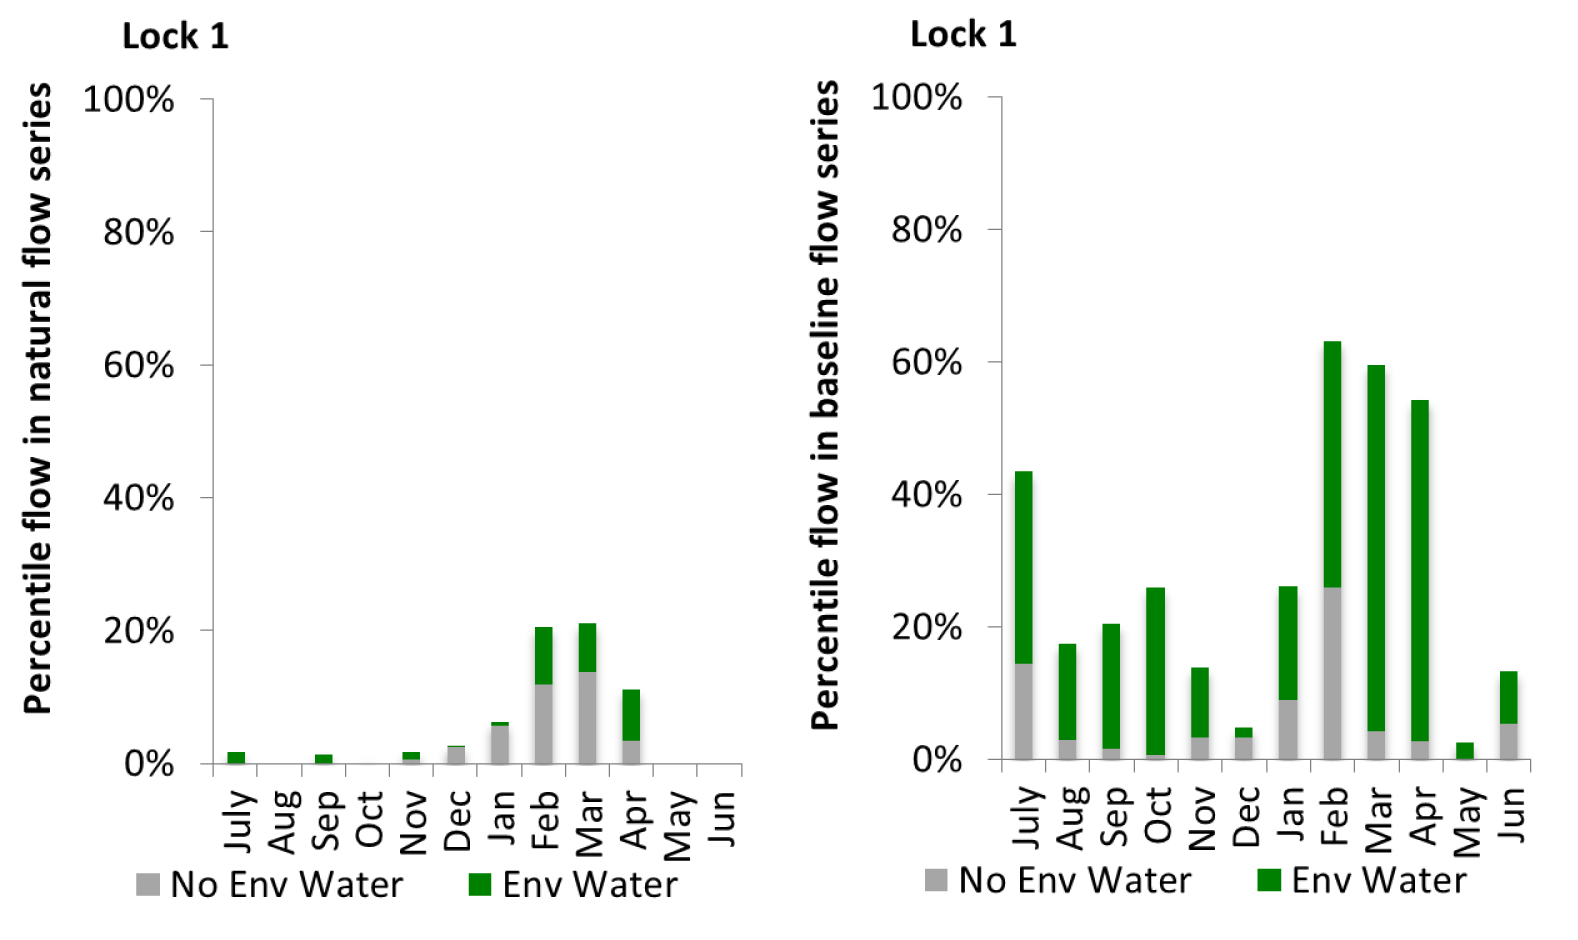 Lock 1
Percentile flow in natural flow series
100%
80%
60%
40%
20%
0%
July
Aug
Sep
Oct
Nov
Dec
Jan
Feb
Mar
Apr
May
Jun
No Env Water
Env Water
Lock 1
Percentile flow in baseline flow series
100%
80%
60%
40%
20%
0%
July
Aug
Sep
Oct
Nov
Dec
Jan
Feb
Mar
Apr
May
Jun
No Env Water
Env Water